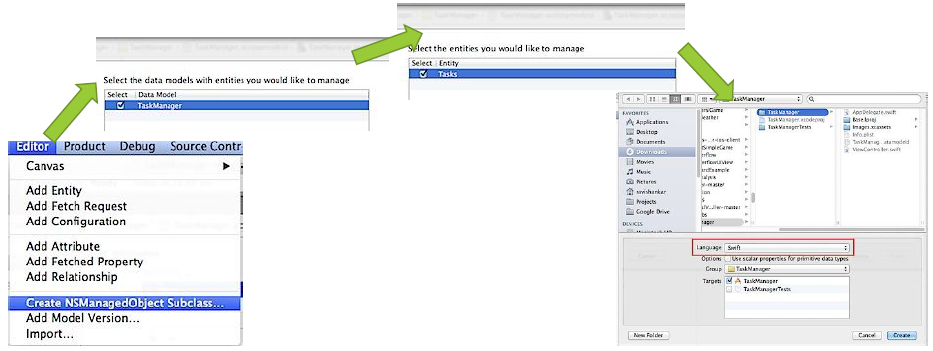 Select the entities you would like to manage
Select Entity
Tasks
Select the data models with entities you would like to manage
Select Data Model
TaskManager
Editor Product Debug Source Contr
Canvas
Add Entity
Add Fetch Request
Add Configuration
Add Attribute
Add Fetched Property
Add Relationship
Create NSManagedObject Subclass...
Add Model Version...
Import...
TaskManager
FAVORITES
Applications
Desktop
Documents
Downloads
Movies
Music
Pictures
ravishankar
Projects
Google Drive
DEVICES
TaskManager
TaskManager.xcodeproj
TaskManagerTests
AppDelegate.swift
Base.lproj
Images.xcassets
Info.plist
TaskManag...atamodeld
ViewController.swift
Language Swift
Options Use scalar properties for primitive data types
Group TaskManager
Targets TaskManager
TaskManagerTests
New Folder Cancel Create